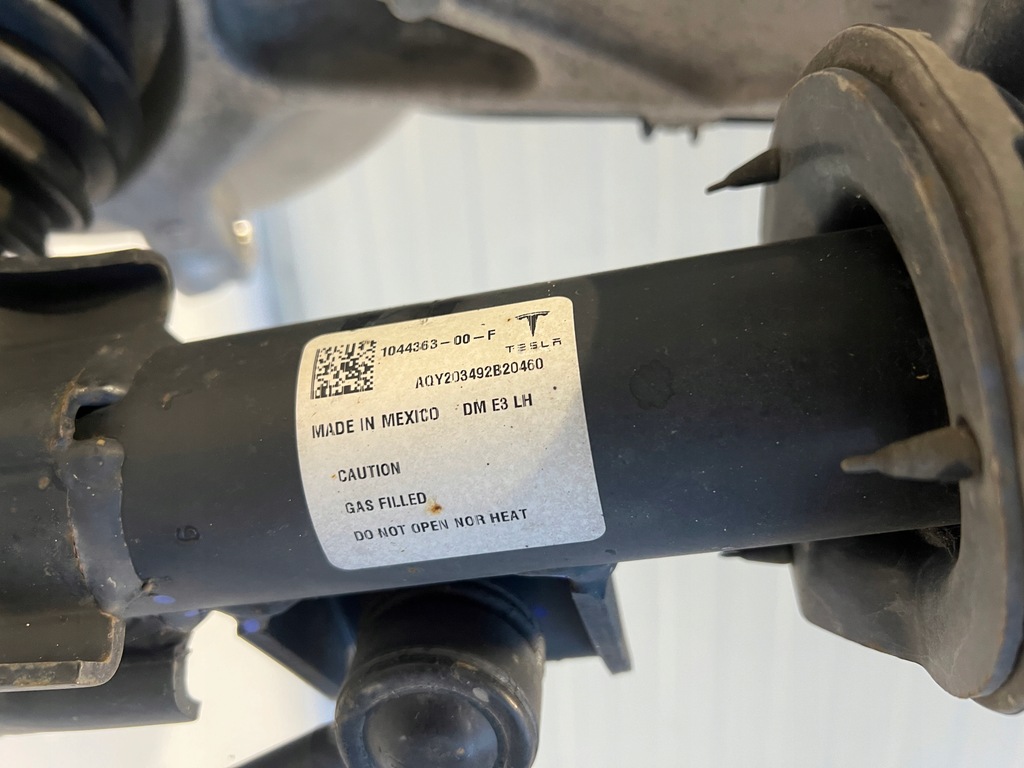 1044363-00-F
TESLA
AQY203492B20460
MADE IN MEXICO DM E3 LH
CAUTION
GAS FILLED
DO NOT OPEN NOR HEAT